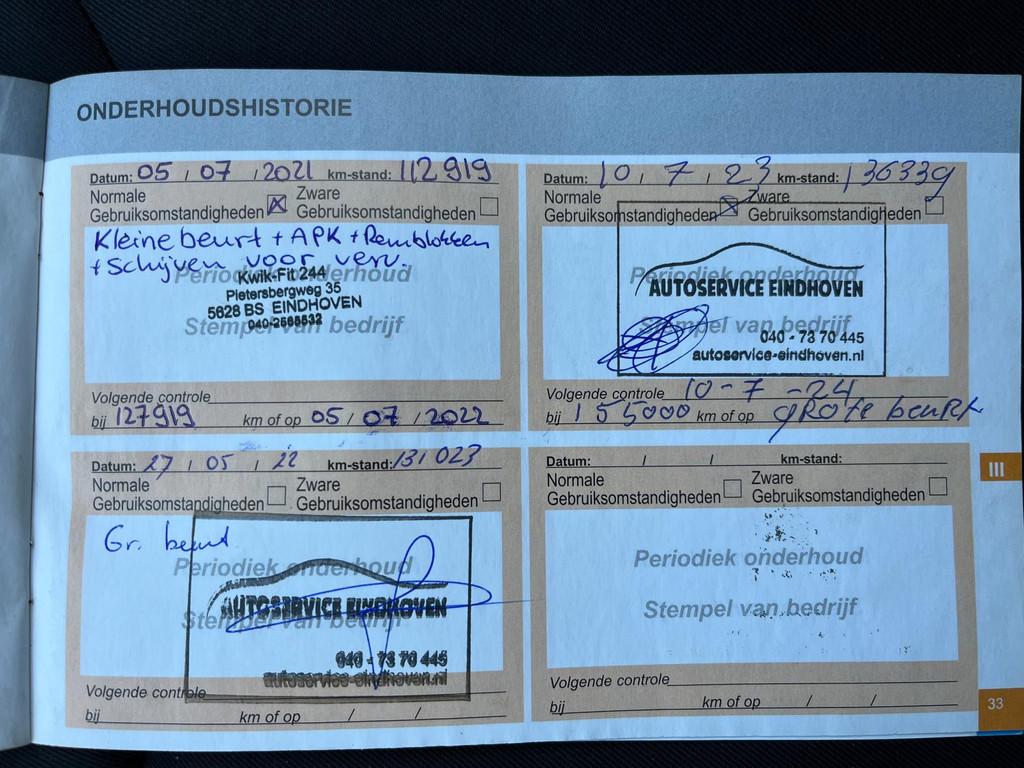 ONDERHOUDSHISTORIE
Datum: 05 / 07 / 2021 km-stand: 112919
Normale Gebruiksomstandigheden
Zware Gebruiksomstandigheden
Kleine beurt + APK + Remblokken
+ Schijven voor verv.
Periodiek onderhoud
Kwik-Fit 244
Pietersbergweg 35
5628 BS EINDHOVEN
Stempel van bedrijf
Volgende controle
bij 127919 km of op 05 / 07 / 2022
Datum: 10 / 7 / 23 km-stand: 136339
Normale Gebruiksomstandigheden
Zware Gebruiksomstandigheden
Periodiek onderhoud
AUTOSERVICE EINDHOVEN
Stempel van bedrijf
040 - 73 70 445
autoservice-eindhoven.nl
Volgende controle 10-7-24
bij 155000 km of op grote beurt
Datum: 27 / 05 / 22 km-stand: 131023
Normale Gebruiksomstandigheden
Zware Gebruiksomstandigheden
Gr. beurt
Periodiek onderhoud
AUTOSERVICE EINDHOVEN
Stempel van bedrijf
040 - 73 70 445
autoservice-eindhoven.nl
Volgende controle
bij km of op / /
Datum: / / km-stand:
Normale Gebruiksomstandigheden
Zware Gebruiksomstandigheden
Periodiek onderhoud
Stempel van bedrijf
Volgende controle
bij km of op / /
III
33